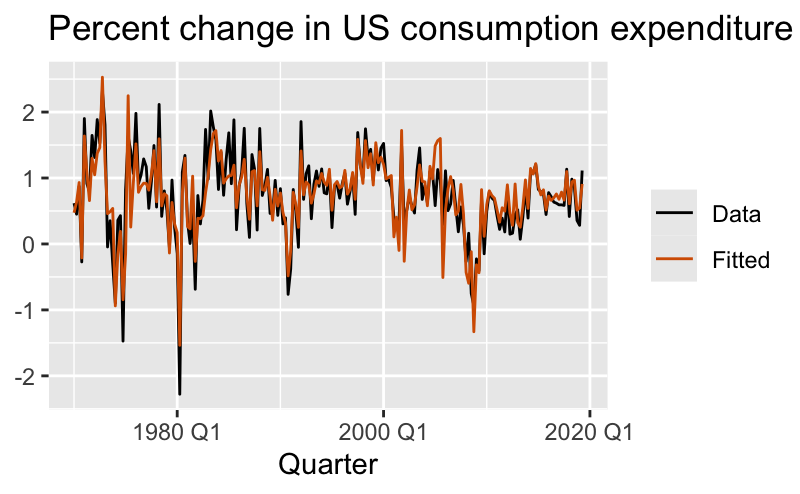 Percent change in US consumption expenditure
2
1
0
-1
-2
1980 Q1 2000 Q1 2020 Q1
Quarter
Data
Fitted